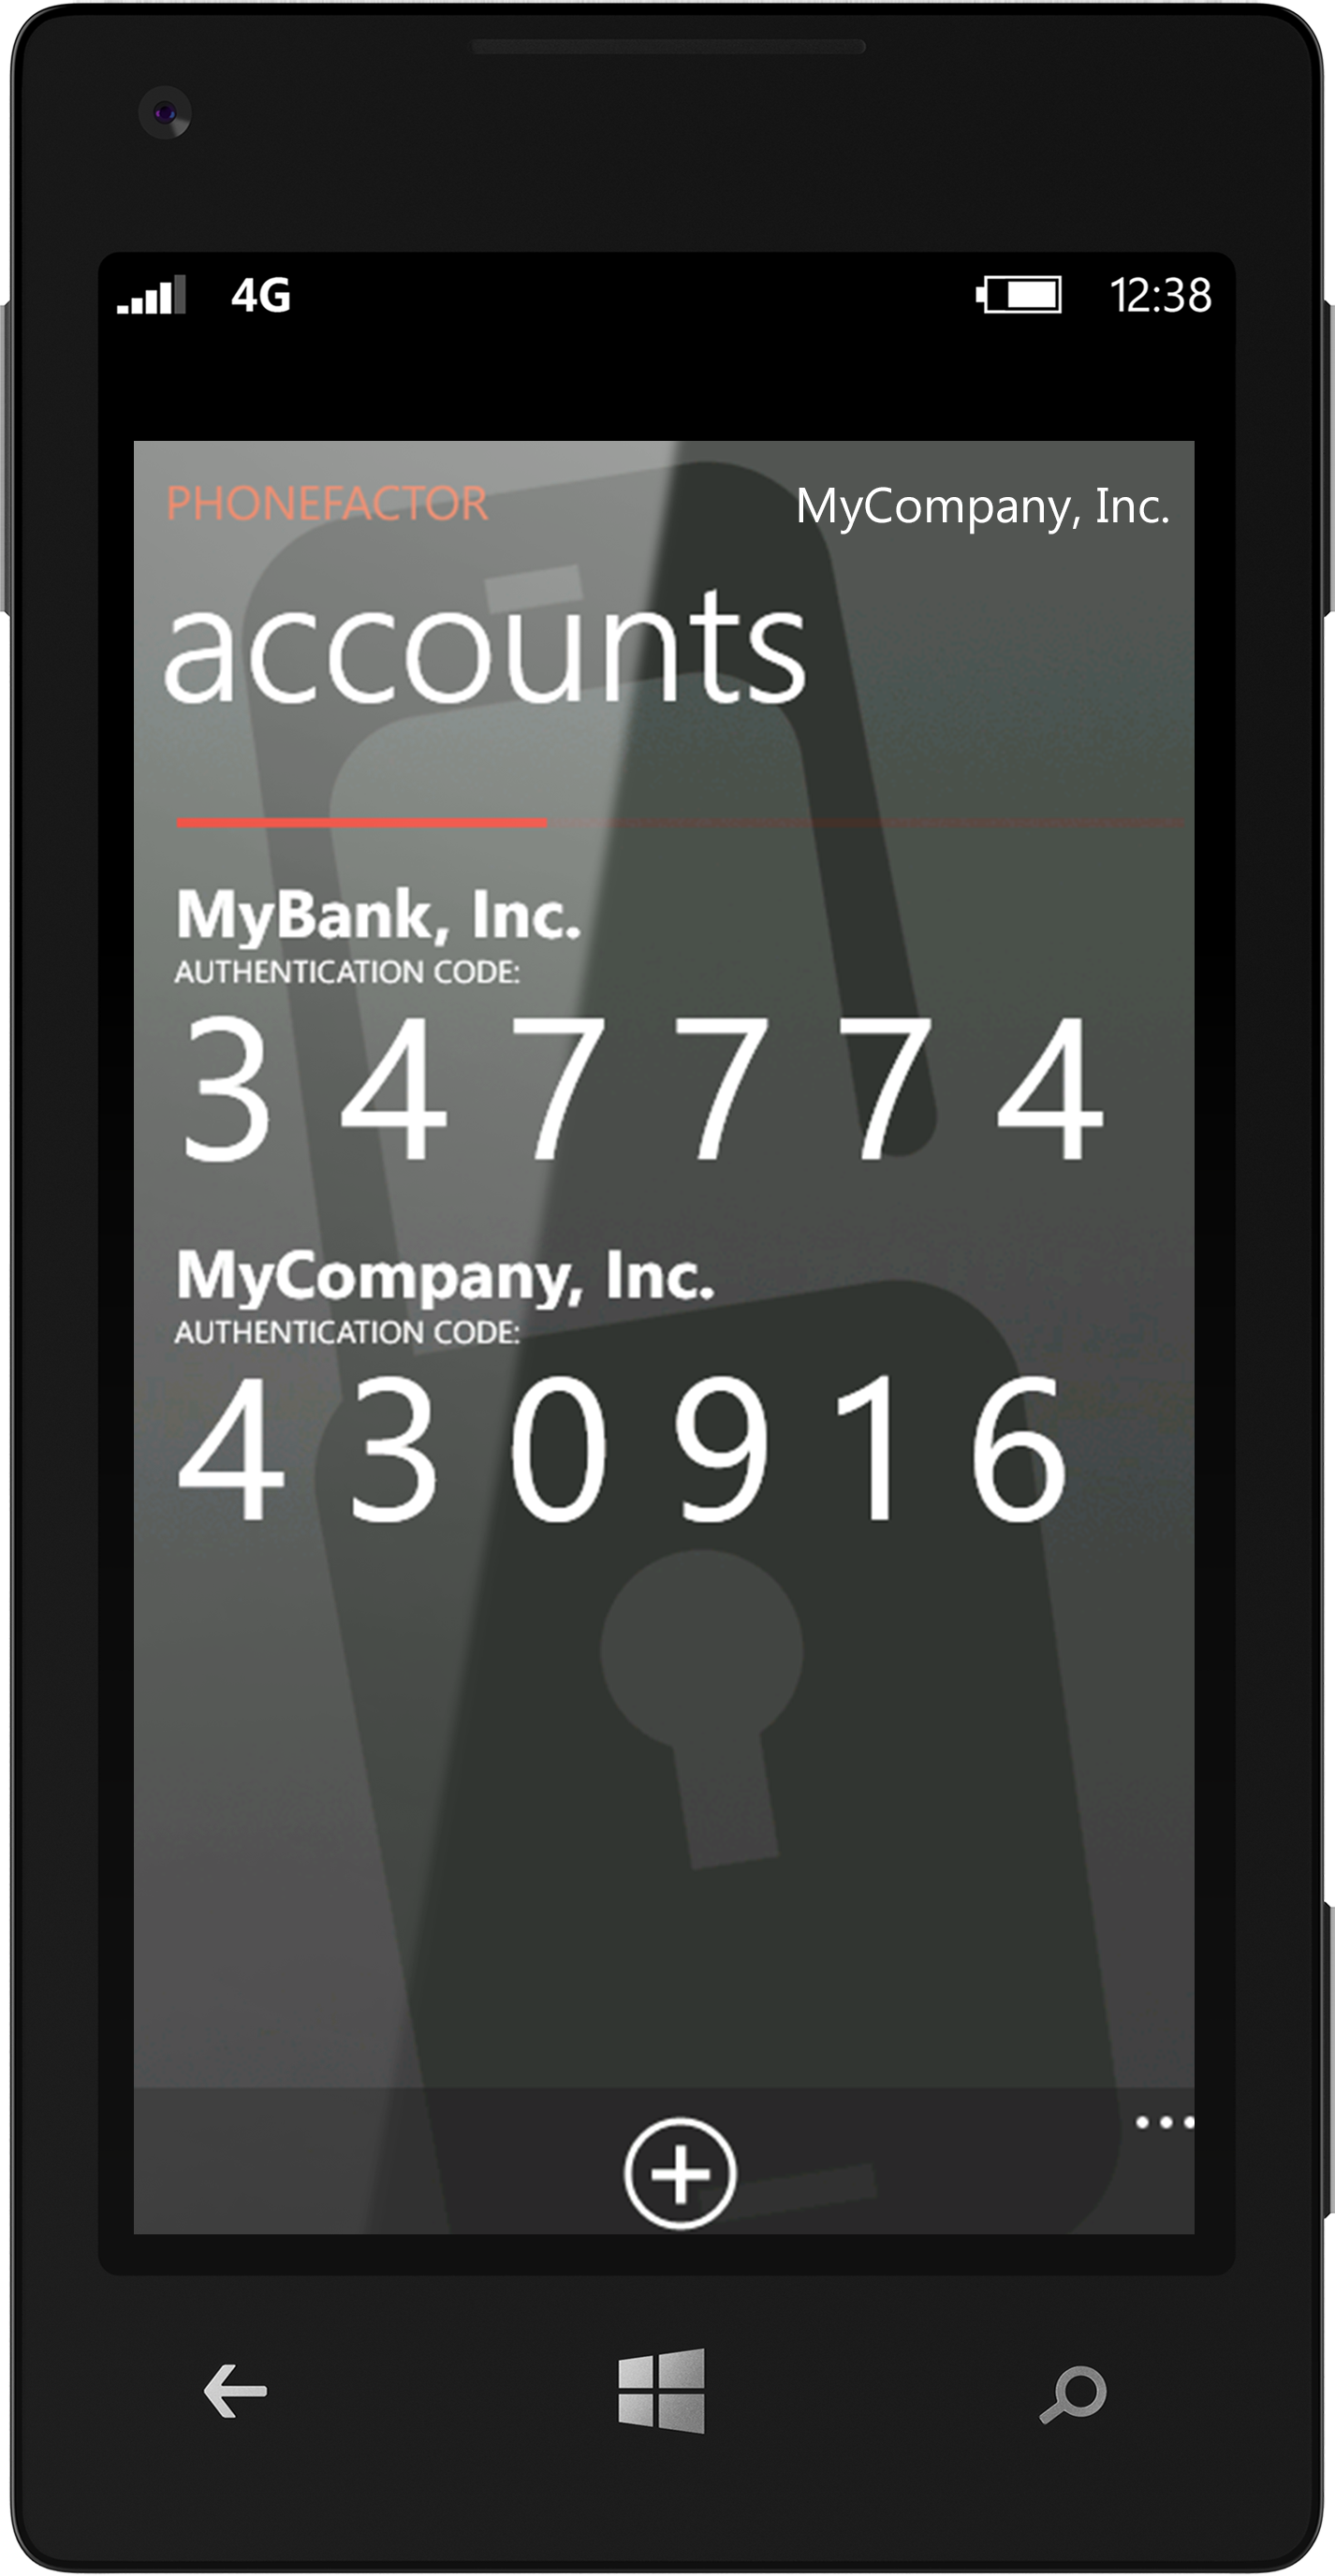 4G 12:38
PHONEFACTOR MyCompany, Inc.
accounts
MyBank, Inc.
AUTHENTICATION CODE:
3 4 7 7 7 4
MyCompany, Inc.
AUTHENTICATION CODE:
4 3 0 9 1 6